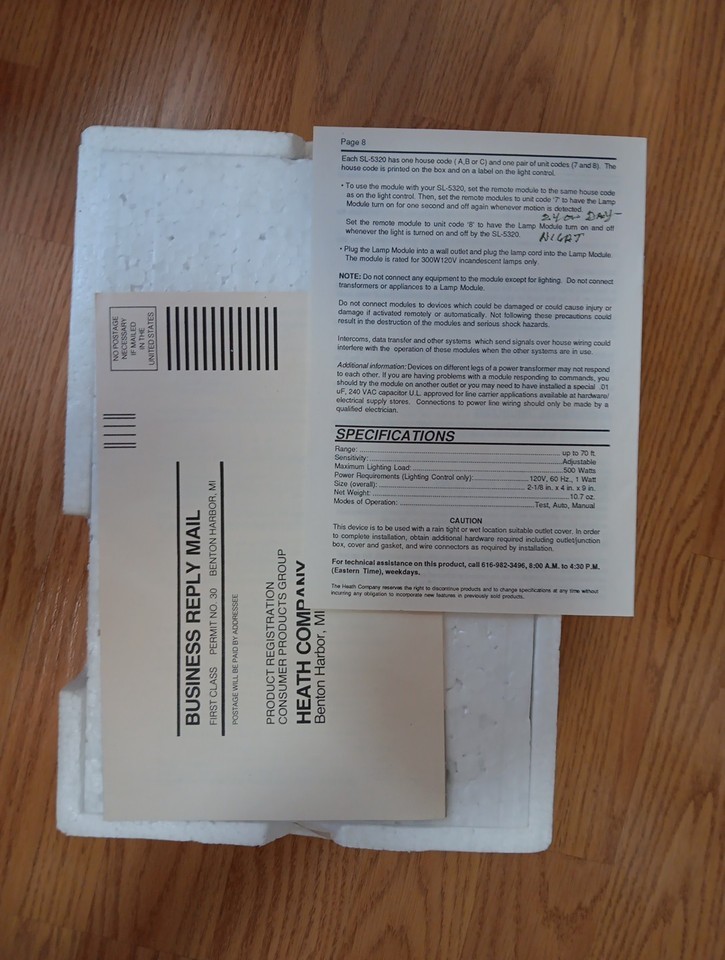 Page 8
Each SL-5320 has one house code ( A,B or C) and one pair of unit codes (7 and 8). The
house code is printed on the box and on a label on the light control.
• To use the module with your SL-5320, set the remote module to the same house code
as on the light control. Then, set the remote modules to unit code '7' to have the Lamp
Module turn on for one second and off again whenever motion is detected.
DAY-
Set the remote module to unit code '8' to have the Lamp Module turn on and off
whenever the light is turned on and off by the SL-5320.
NIGHT
• Plug the Lamp Module into a wall outlet and plug the lamp cord into the Lamp Module.
The module is rated for 300W120V incandescent lamps only.
NOTE: Do not connect any equipment to the module except for lighting. Do not connect
transformers or appliances to a Lamp Module.
Do not connect modules to devices which could be damaged or could cause injury or
damage if activated remotely or automatically. Not following these precautions could
result in the destruction of the modules and serious shock hazards.
Intercoms, data transfer and other systems which send signals over house wiring could
interfere with the operation of these modules when the other systems are in use.
Additional information: Devices on different legs of a power transformer may not respond
to each other. If you are having problems with a module responding to commands, you
should try the module on another outlet or you may need to have installed a special .01
uF, 240 VAC capacitor U.L. approved for line carrier applications available at hardware/
electrical supply stores. Connections to power line wiring should only be made by a
qualified electrician.
SPECIFICATIONS
Range: up to 70 ft.
Sensitivity: Adjustable
Maximum Lighting Load: 500 Watts
Power Requirements (Lighting Control only): 120V, 60 Hz., 1 Watt
Size (overall): 2-1/8 in. x 4 in. x 9 in.
Net Weight: 10.7 oz.
Modes of Operation: Test, Auto, Manual
CAUTION
This device is to be used with a rain tight or wet location suitable outlet cover. In order
to complete installation, obtain additional hardware required including outlet/junction
box, cover and gasket, and wire connectors as required by installation.
For technical assistance on this product, call 616-982-3496, 8:00 A.M. to 4:30 P.M.
(Eastern Time), weekdays.
The Heath Company reserves the right to discontinue products and to change specifications at any time without
incurring any obligation to incorporate new features in previously sold products.
NO POSTAGE
NECESSARY
IF MAILED
IN THE
UNITED STATES
BUSINESS REPLY MAIL
FIRST CLASS PERMIT NO. 30 BENTON HARBOR, MI
POSTAGE WILL BE PAID BY ADDRESSEE
PRODUCT REGISTRATION
CONSUMER PRODUCTS GROUP
HEATH COMPANY
Benton Harbor, MI